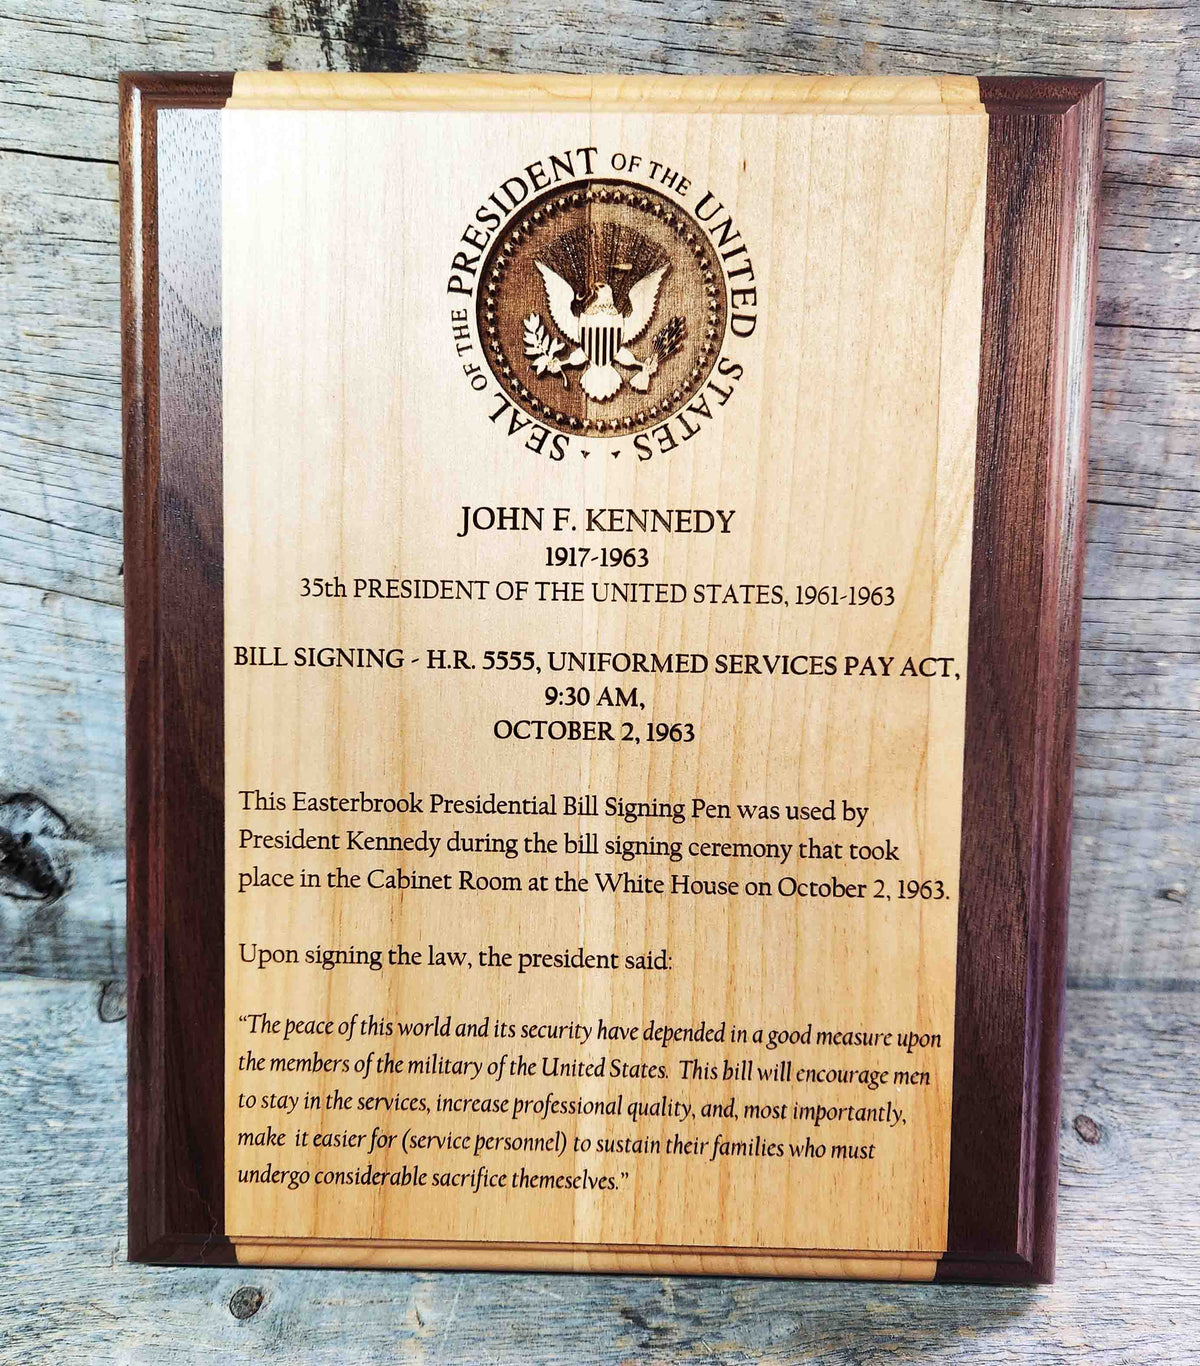 SEAL OF THE PRESIDENT OF THE UNITED STATES
JOHN F. KENNEDY
1917-1963
35th PRESIDENT OF THE UNITED STATES, 1961-1963
BILL SIGNING - H.R. 5555, UNIFORMED SERVICES PAY ACT,
9:30 AM,
OCTOBER 2, 1963
This Easterbrook Presidential Bill Signing Pen was used by
President Kennedy during the bill signing ceremony that took
place in the Cabinet Room at the White House on October 2, 1963.
Upon signing the law, the president said:
“The peace of this world and its security have depended in a good measure upon
the members of the military of the United States. This bill will encourage men
to stay in the services, increase professional quality, and, most importantly,
make it easier for (service personnel) to sustain their families who must
undergo considerable sacrifice themeselves.”